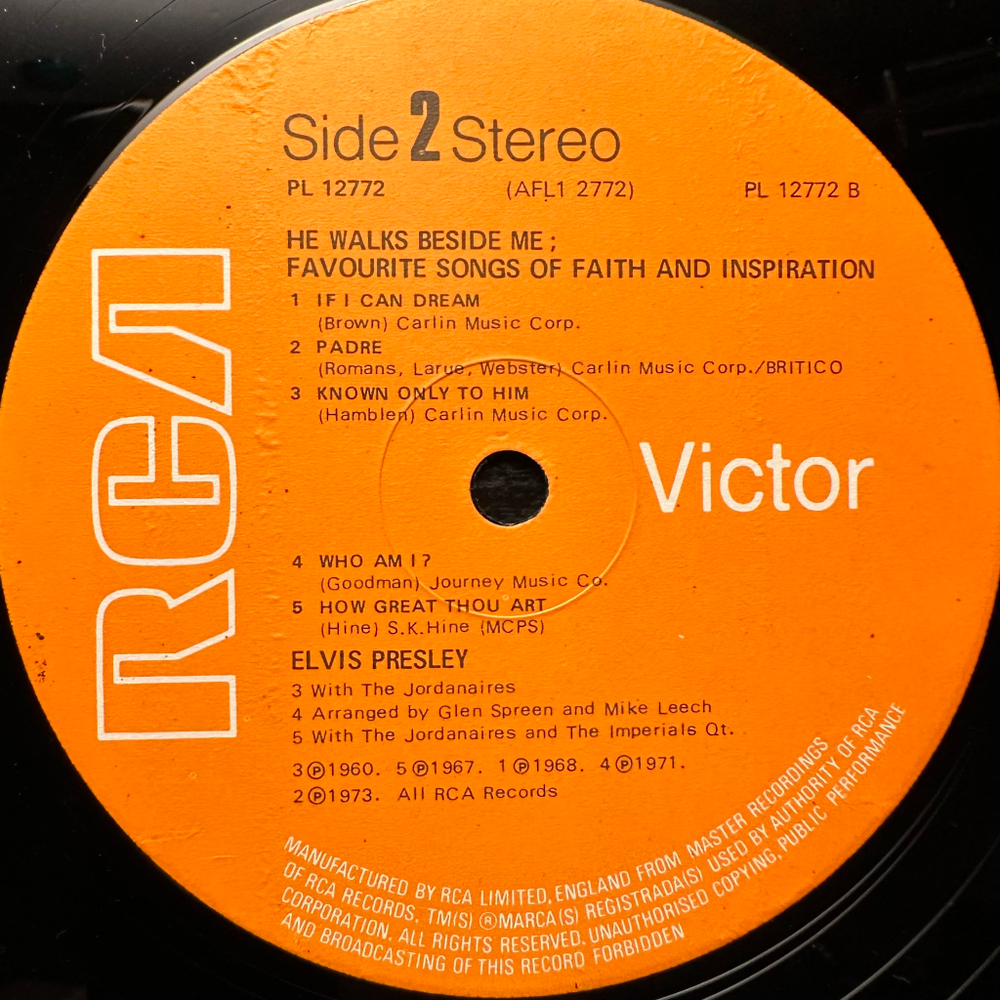 Side 2 Stereo
PL 12772 (AFL1 2772) PL 12772 B
HE WALKS BESIDE ME;
FAVOURITE SONGS OF FAITH AND INSPIRATION
1 IF I CAN DREAM
(Brown) Carlin Music Corp.
2 PADRE
(Romans, Larue, Webster) Carlin Music Corp./BRITICO
3 KNOWN ONLY TO HIM
(Hamblen) Carlin Music Corp.
RCA
Victor
4 WHO AM I?
(Goodman) Journey Music Co.
5 HOW GREAT THOU ART
(Hine) S.K.Hine (MCPS)
ELVIS PRESLEY
3 With The Jordanaires
4 Arranged by Glen Spreen and Mike Leech
5 With The Jordanaires and The Imperials Qt.
3 ℗ 1960. 5 ℗ 1967. 1 ℗ 1968. 4 ℗ 1971.
2 ℗ 1973. All RCA Records
MANUFACTURED BY RCA LIMITED, ENGLAND FROM MASTER RECORDINGS
OF RCA RECORDS. TM(S) ® MARCA(S) REGISTRADA(S) USED BY AUTHORITY OF RCA
CORPORATION. ALL RIGHTS RESERVED. UNAUTHORISED COPYING, PUBLIC PERFORMANCE
AND BROADCASTING OF THIS RECORD FORBIDDEN